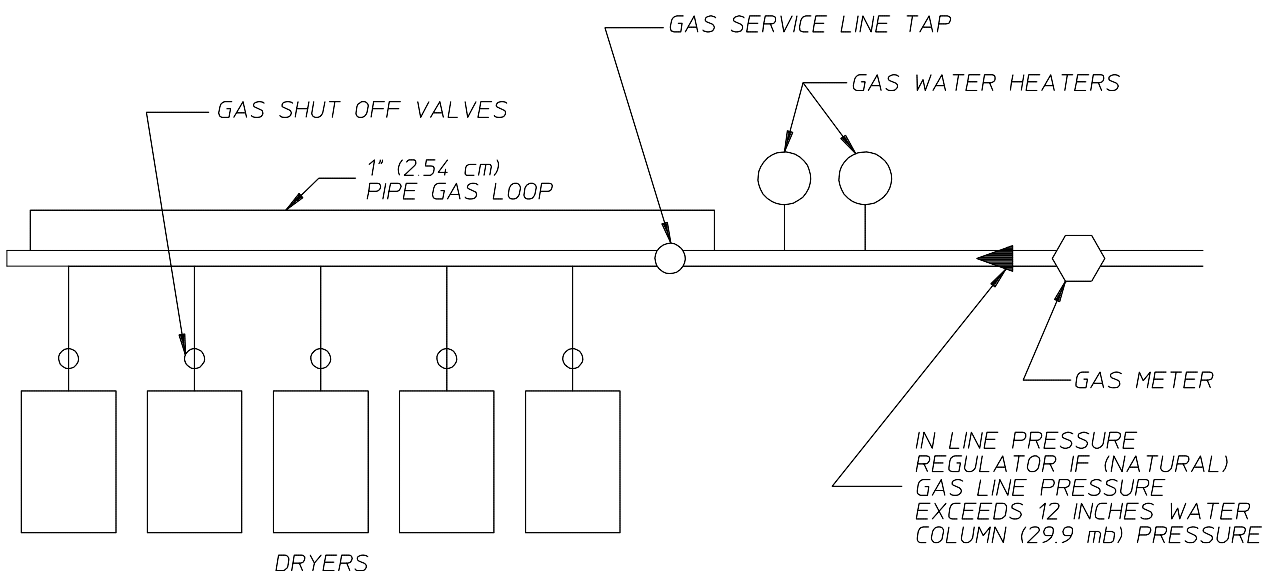 GAS SERVICE LINE TAP
GAS WATER HEATERS
GAS SHUT OFF VALVES
1" (2.54 cm)
PIPE GAS LOOP
GAS METER
IN LINE PRESSURE
REGULATOR IF (NATURAL)
GAS LINE PRESSURE
EXCEEDS 12 INCHES WATER
COLUMN (29.9 mb) PRESSURE
DRYERS